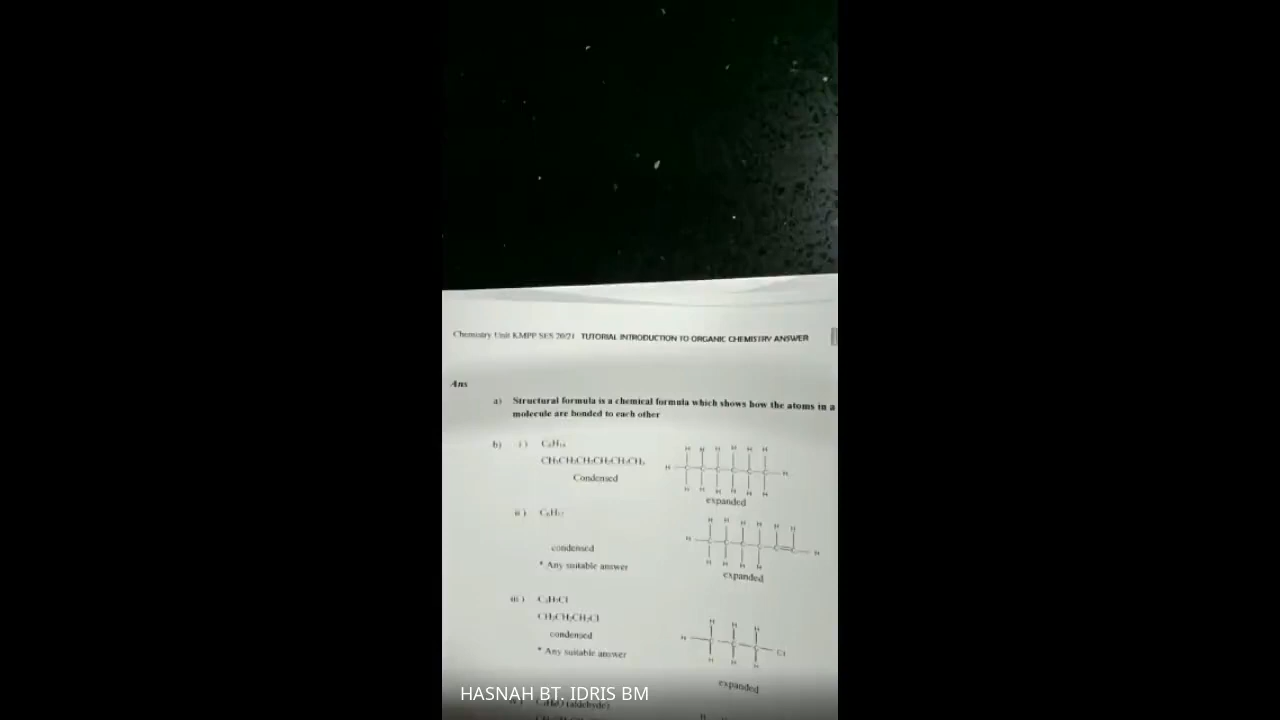 Chemistry Unit KMPP SES 20/21 TUTORIAL INTRODUCTION TO ORGANIC CHEMISTRY ANSWER
Ans
a) Structural formula is a chemical formula which shows how the atoms in a
molecule are bonded to each other
b) i) C₆H₁₄
CH₃CH₂CH₂CH₂CH₂CH₃
Condensed
expanded
ii) C₆H₁₂
condensed
* Any suitable answer
expanded
iii) C₃H₇Cl
CH₃CH₂CH₂Cl
condensed
* Any suitable answer
Cl
expanded
(aldehyde)
HASNAH BT. IDRIS BM